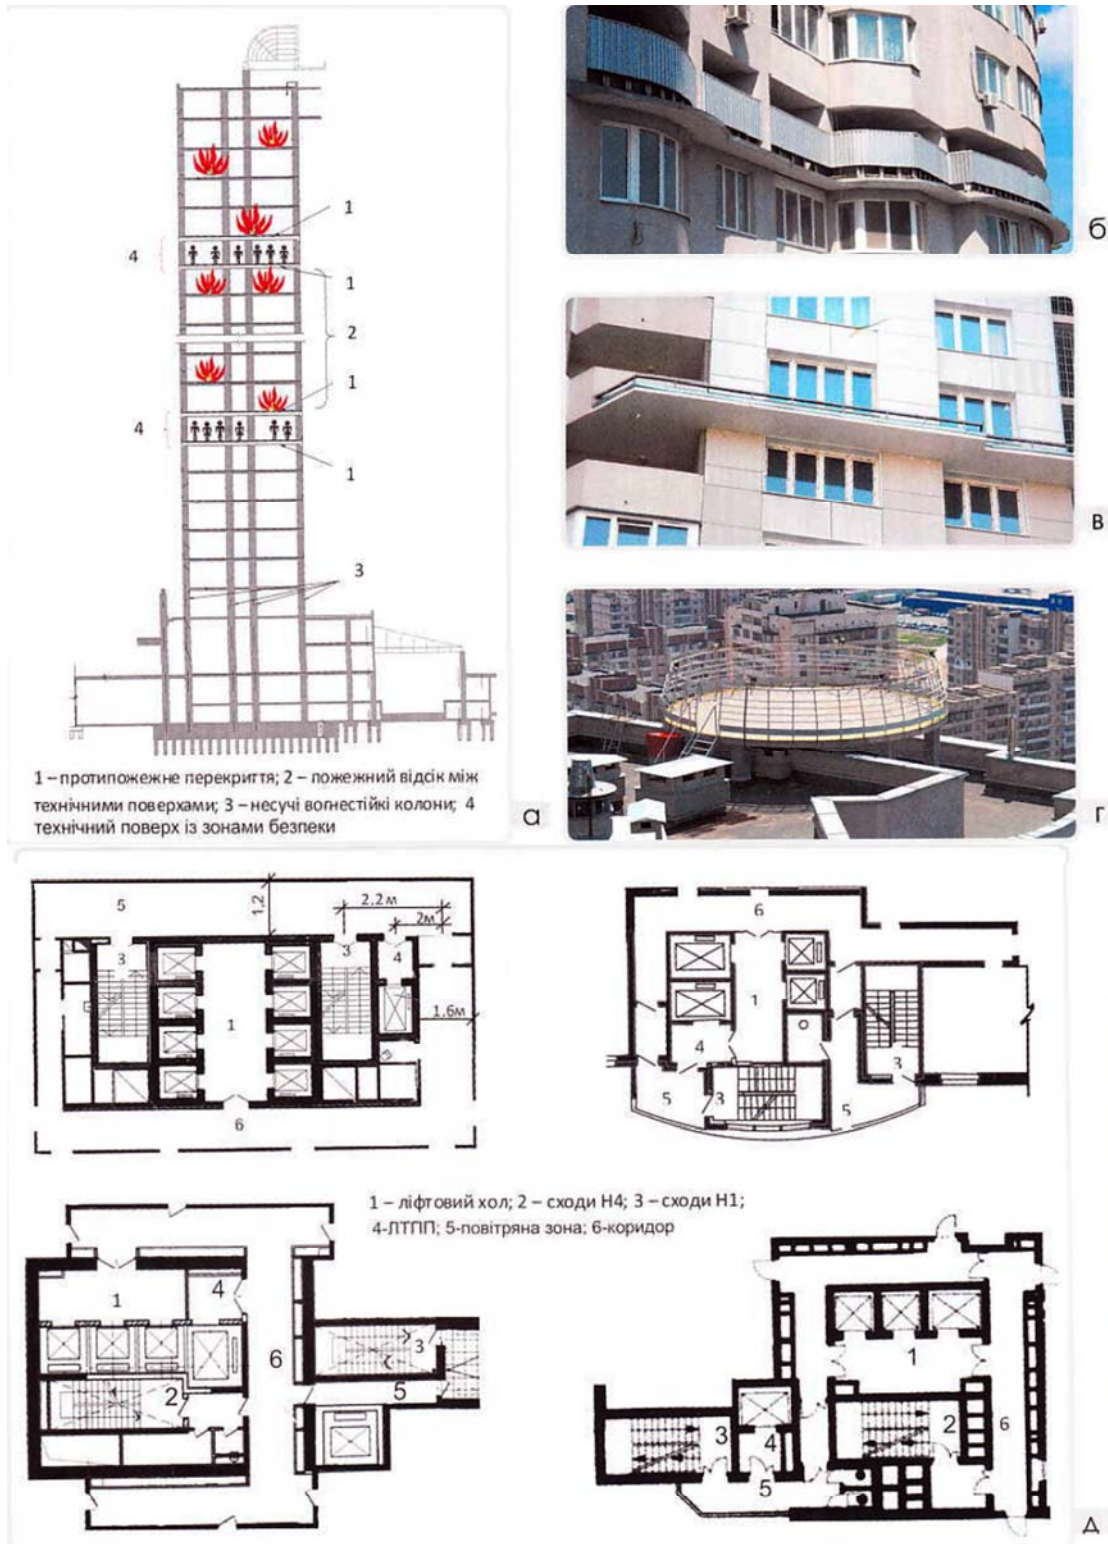 1
4
1
2
1
4
1
3
1 – протипожежне перекриття; 2 – пожежний відсік між
технічними поверхами; 3 – несучі вогнестійкі колони; 4
технічний поверх із зонами безпеки
а
б
в
г
5
1,2
2.2м
2м
3
3
4
1
1.6м
6
6
1
4
3
5
3
5
1 – ліфтовий хол; 2 – сходи Н4; 3 – сходи Н1;
4-ЛТПП; 5-повітряна зона; 6-коридор
1
4
6
3
2
5
1
3
4
2
6
5
д